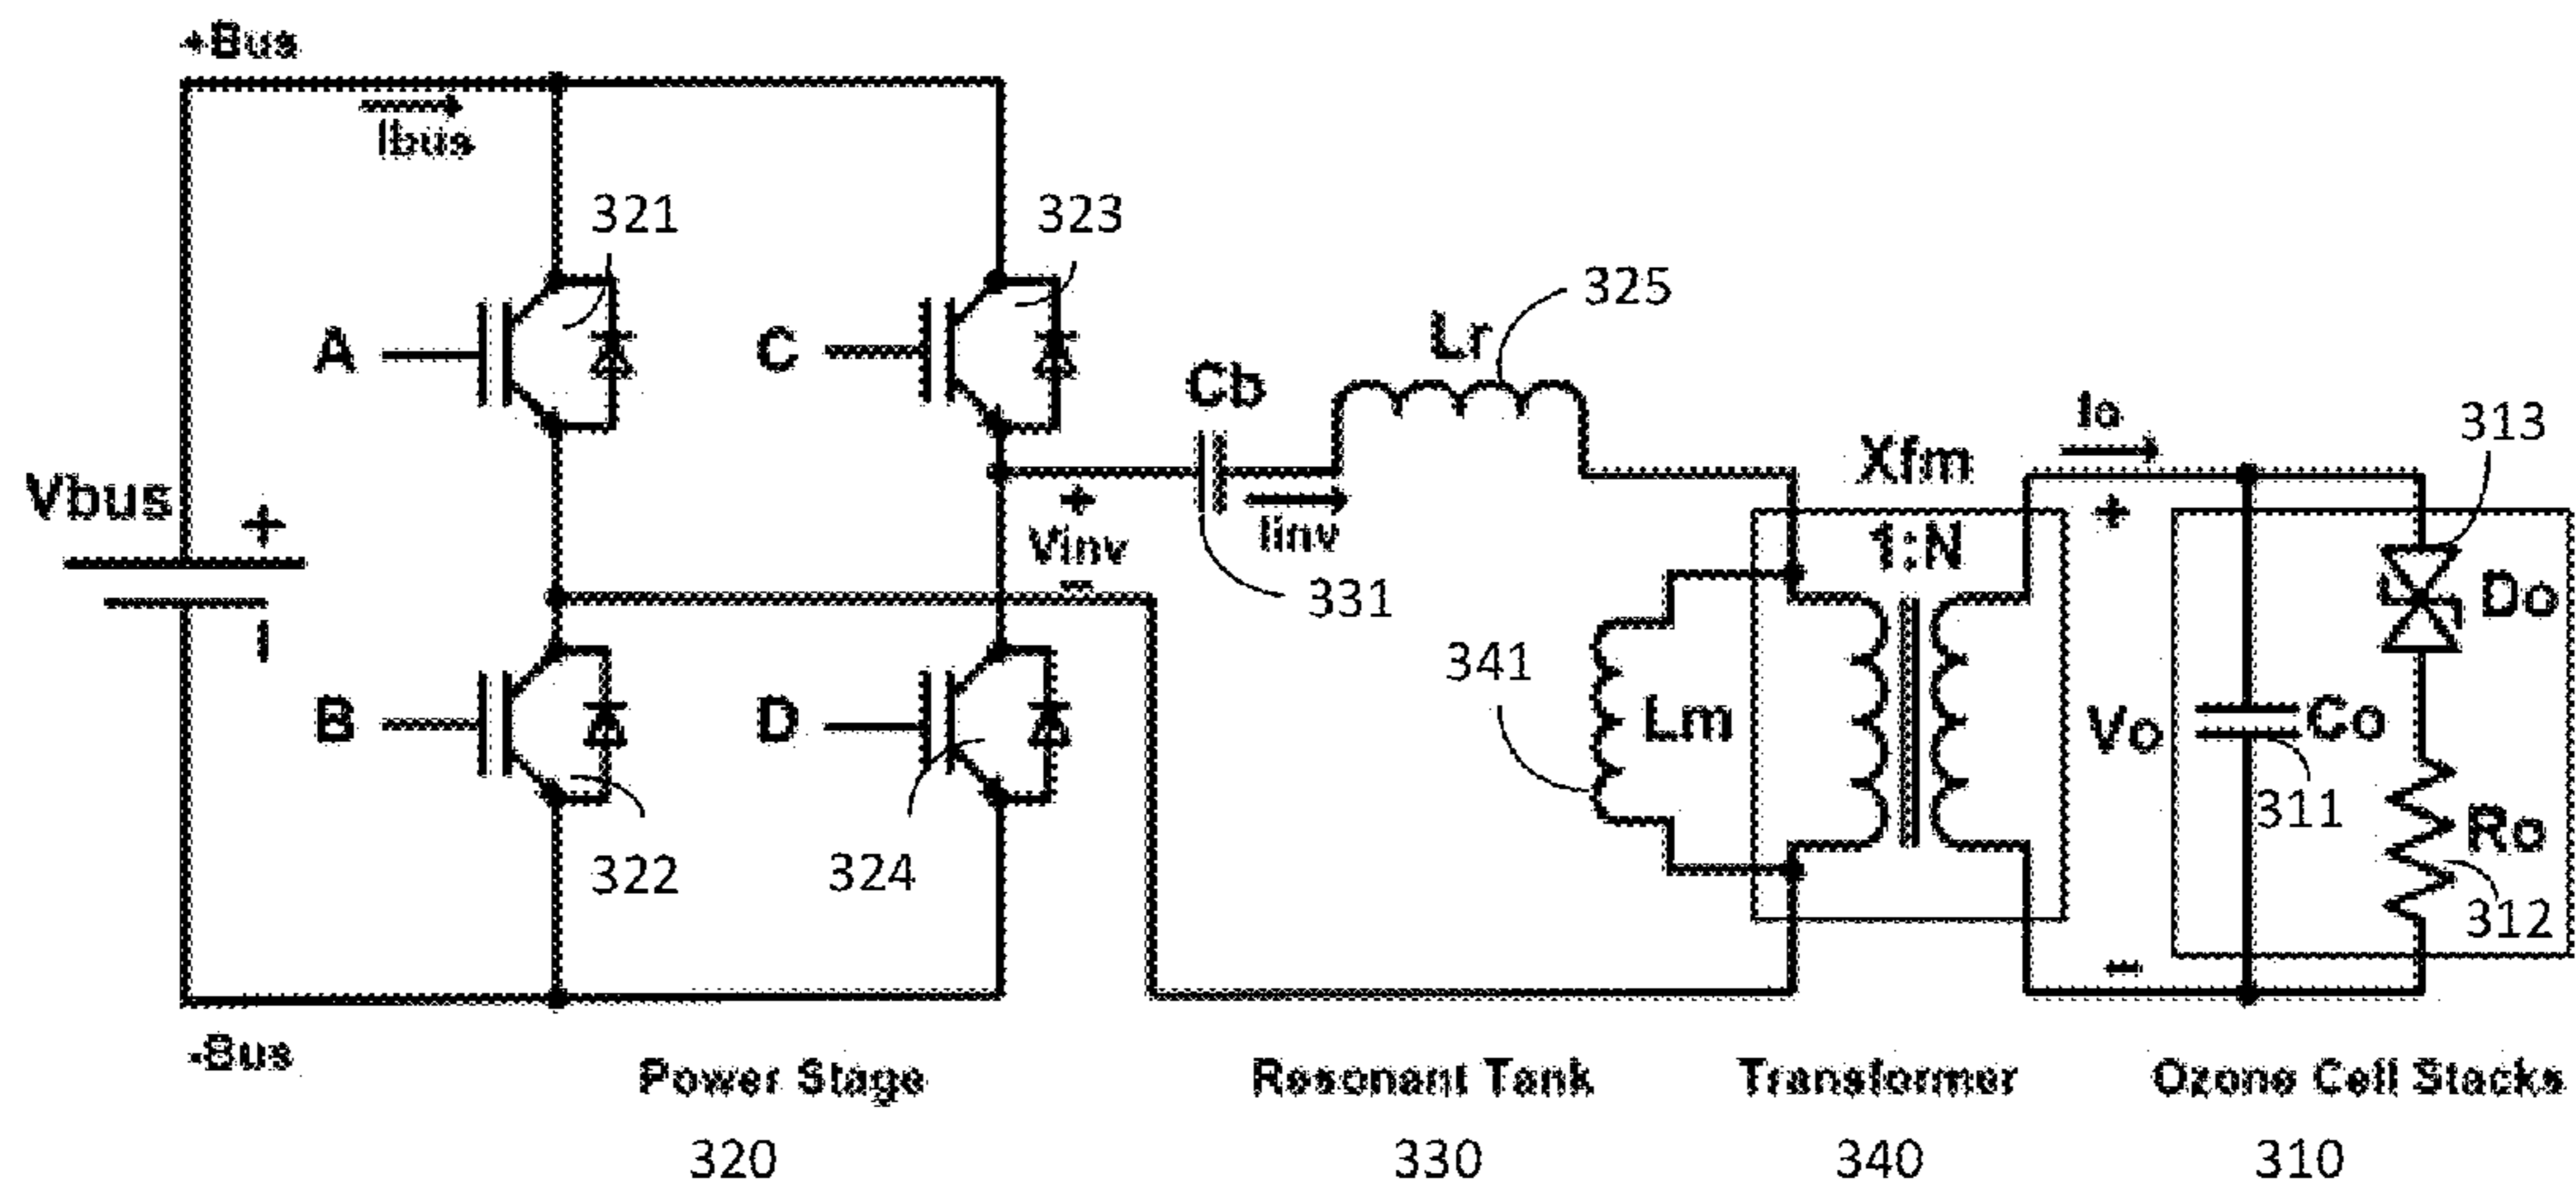 +Bus
Ibus
321
323
325
A
C
Lr
Cb
Io
313
Xfm
Vbus
+
+
Vinv
-
Iinv
1:N
+
331
Do
341
B
D
Lm
Vo
Co
311
Ro
322
324
312
-
-Bus
Power Stage
Resonant Tank
Transformer
Ozone Cell Stacks
320
330
340
310